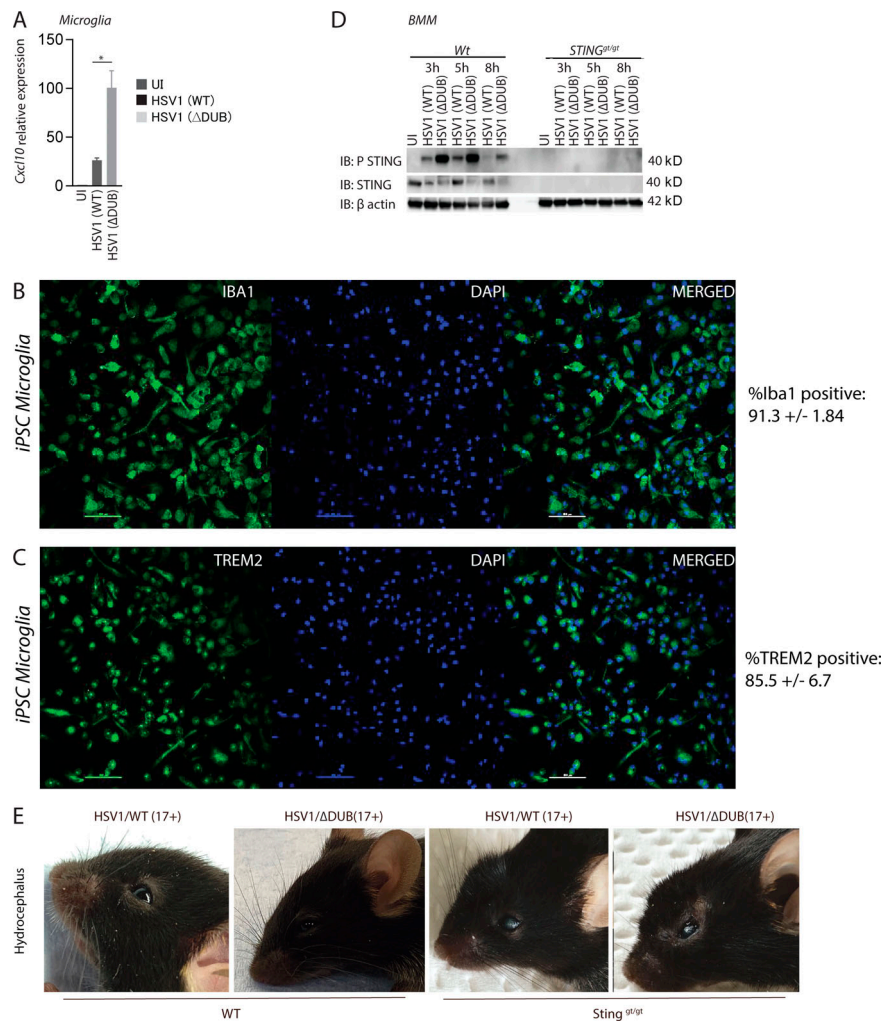 A
Microglia
Cxcl10 relative expression
150
100
50
0
UI
HSV1 (WT)
HSV1 (ΔDUB)
*
UI
HSV1 (WT)
HSV1 (ΔDUB)
D
BMM
Wt
STING gt/gt
3h 5h 8h 3h 5h 8h
UI HSV1 (WT) HSV1 (ΔDUB) HSV1 (WT) HSV1 (ΔDUB) HSV1 (WT) HSV1 (ΔDUB) UI HSV1 (WT) HSV1 (ΔDUB) HSV1 (WT) HSV1 (ΔDUB) HSV1 (WT) HSV1 (ΔDUB)
IB: P STING 40 kD
IB: STING 40 kD
IB: β actin 42 kD
B
iPSC Microglia
IBA1 DAPI MERGED
%Iba1 positive:
91.3 +/- 1.84
C
iPSC Microglia
TREM2 DAPI MERGED
%TREM2 positive:
85.5 +/- 6.7
E
HSV1/WT (17+) HSV1/ΔDUB(17+) HSV1/WT (17+) HSV1/ΔDUB(17+)
Hydrocephalus
WT Sting gt/gt